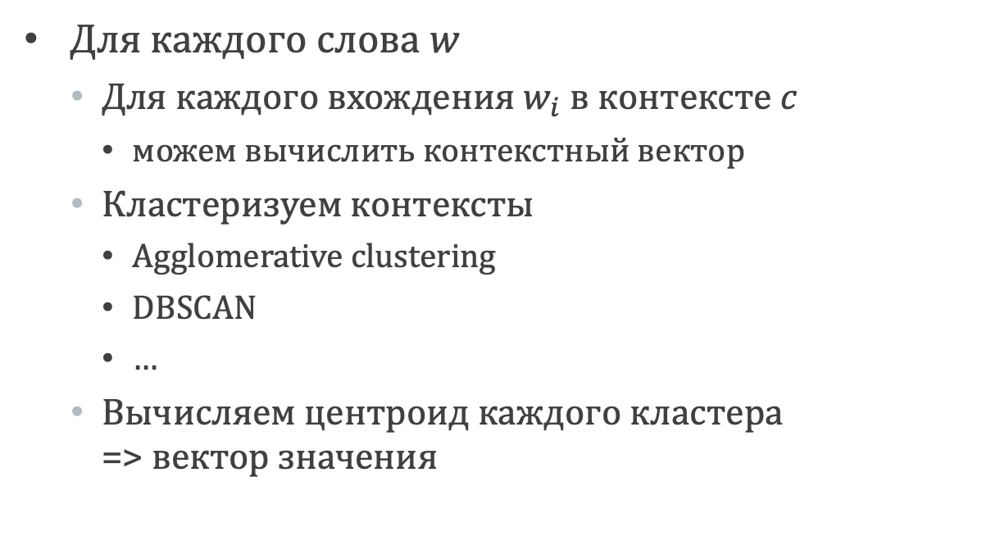 • Для каждого слова w
• Для каждого вхождения wᵢ в контексте c
• можем вычислить контекстный вектор
• Кластеризуем контексты
• Agglomerative clustering
• DBSCAN
• ...
• Вычисляем центроид каждого кластера
=> вектор значения